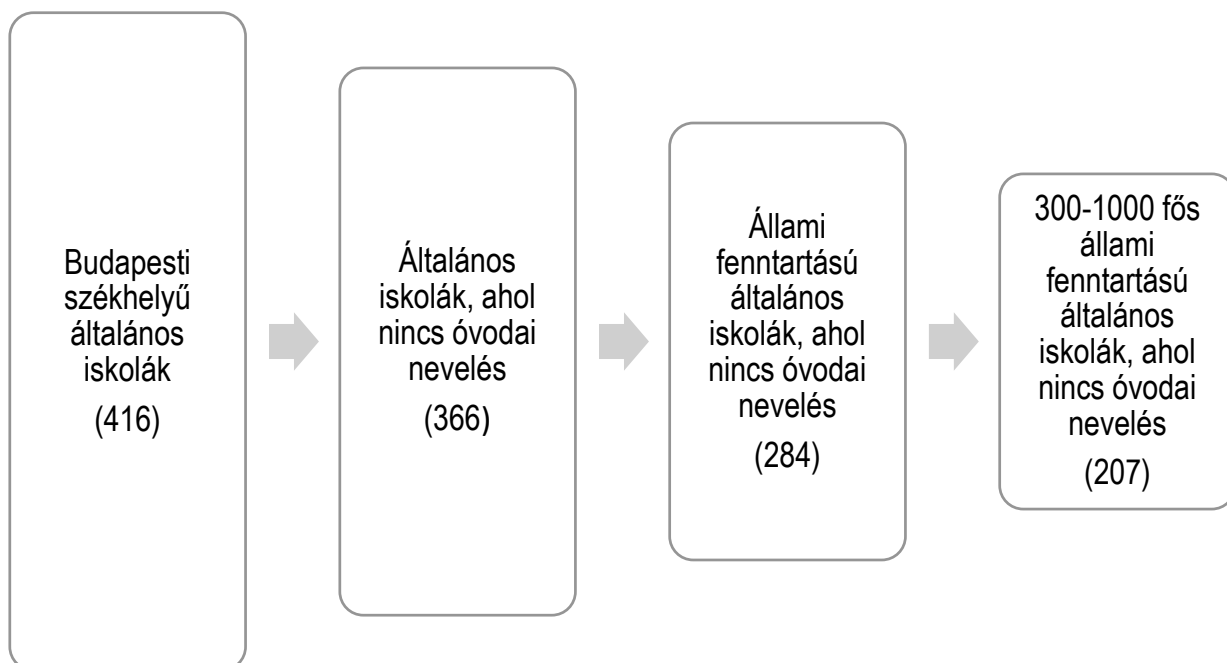 Budapesti
székhelyű
általános
iskolák
(416)
Általános
iskolák, ahol
nincs óvodai
nevelés
(366)
Állami
fenntartású
általános
iskolák, ahol
nincs óvodai
nevelés
(284)
300-1000 fős
állami
fenntartású
általános
iskolák, ahol
nincs óvodai
nevelés
(207)